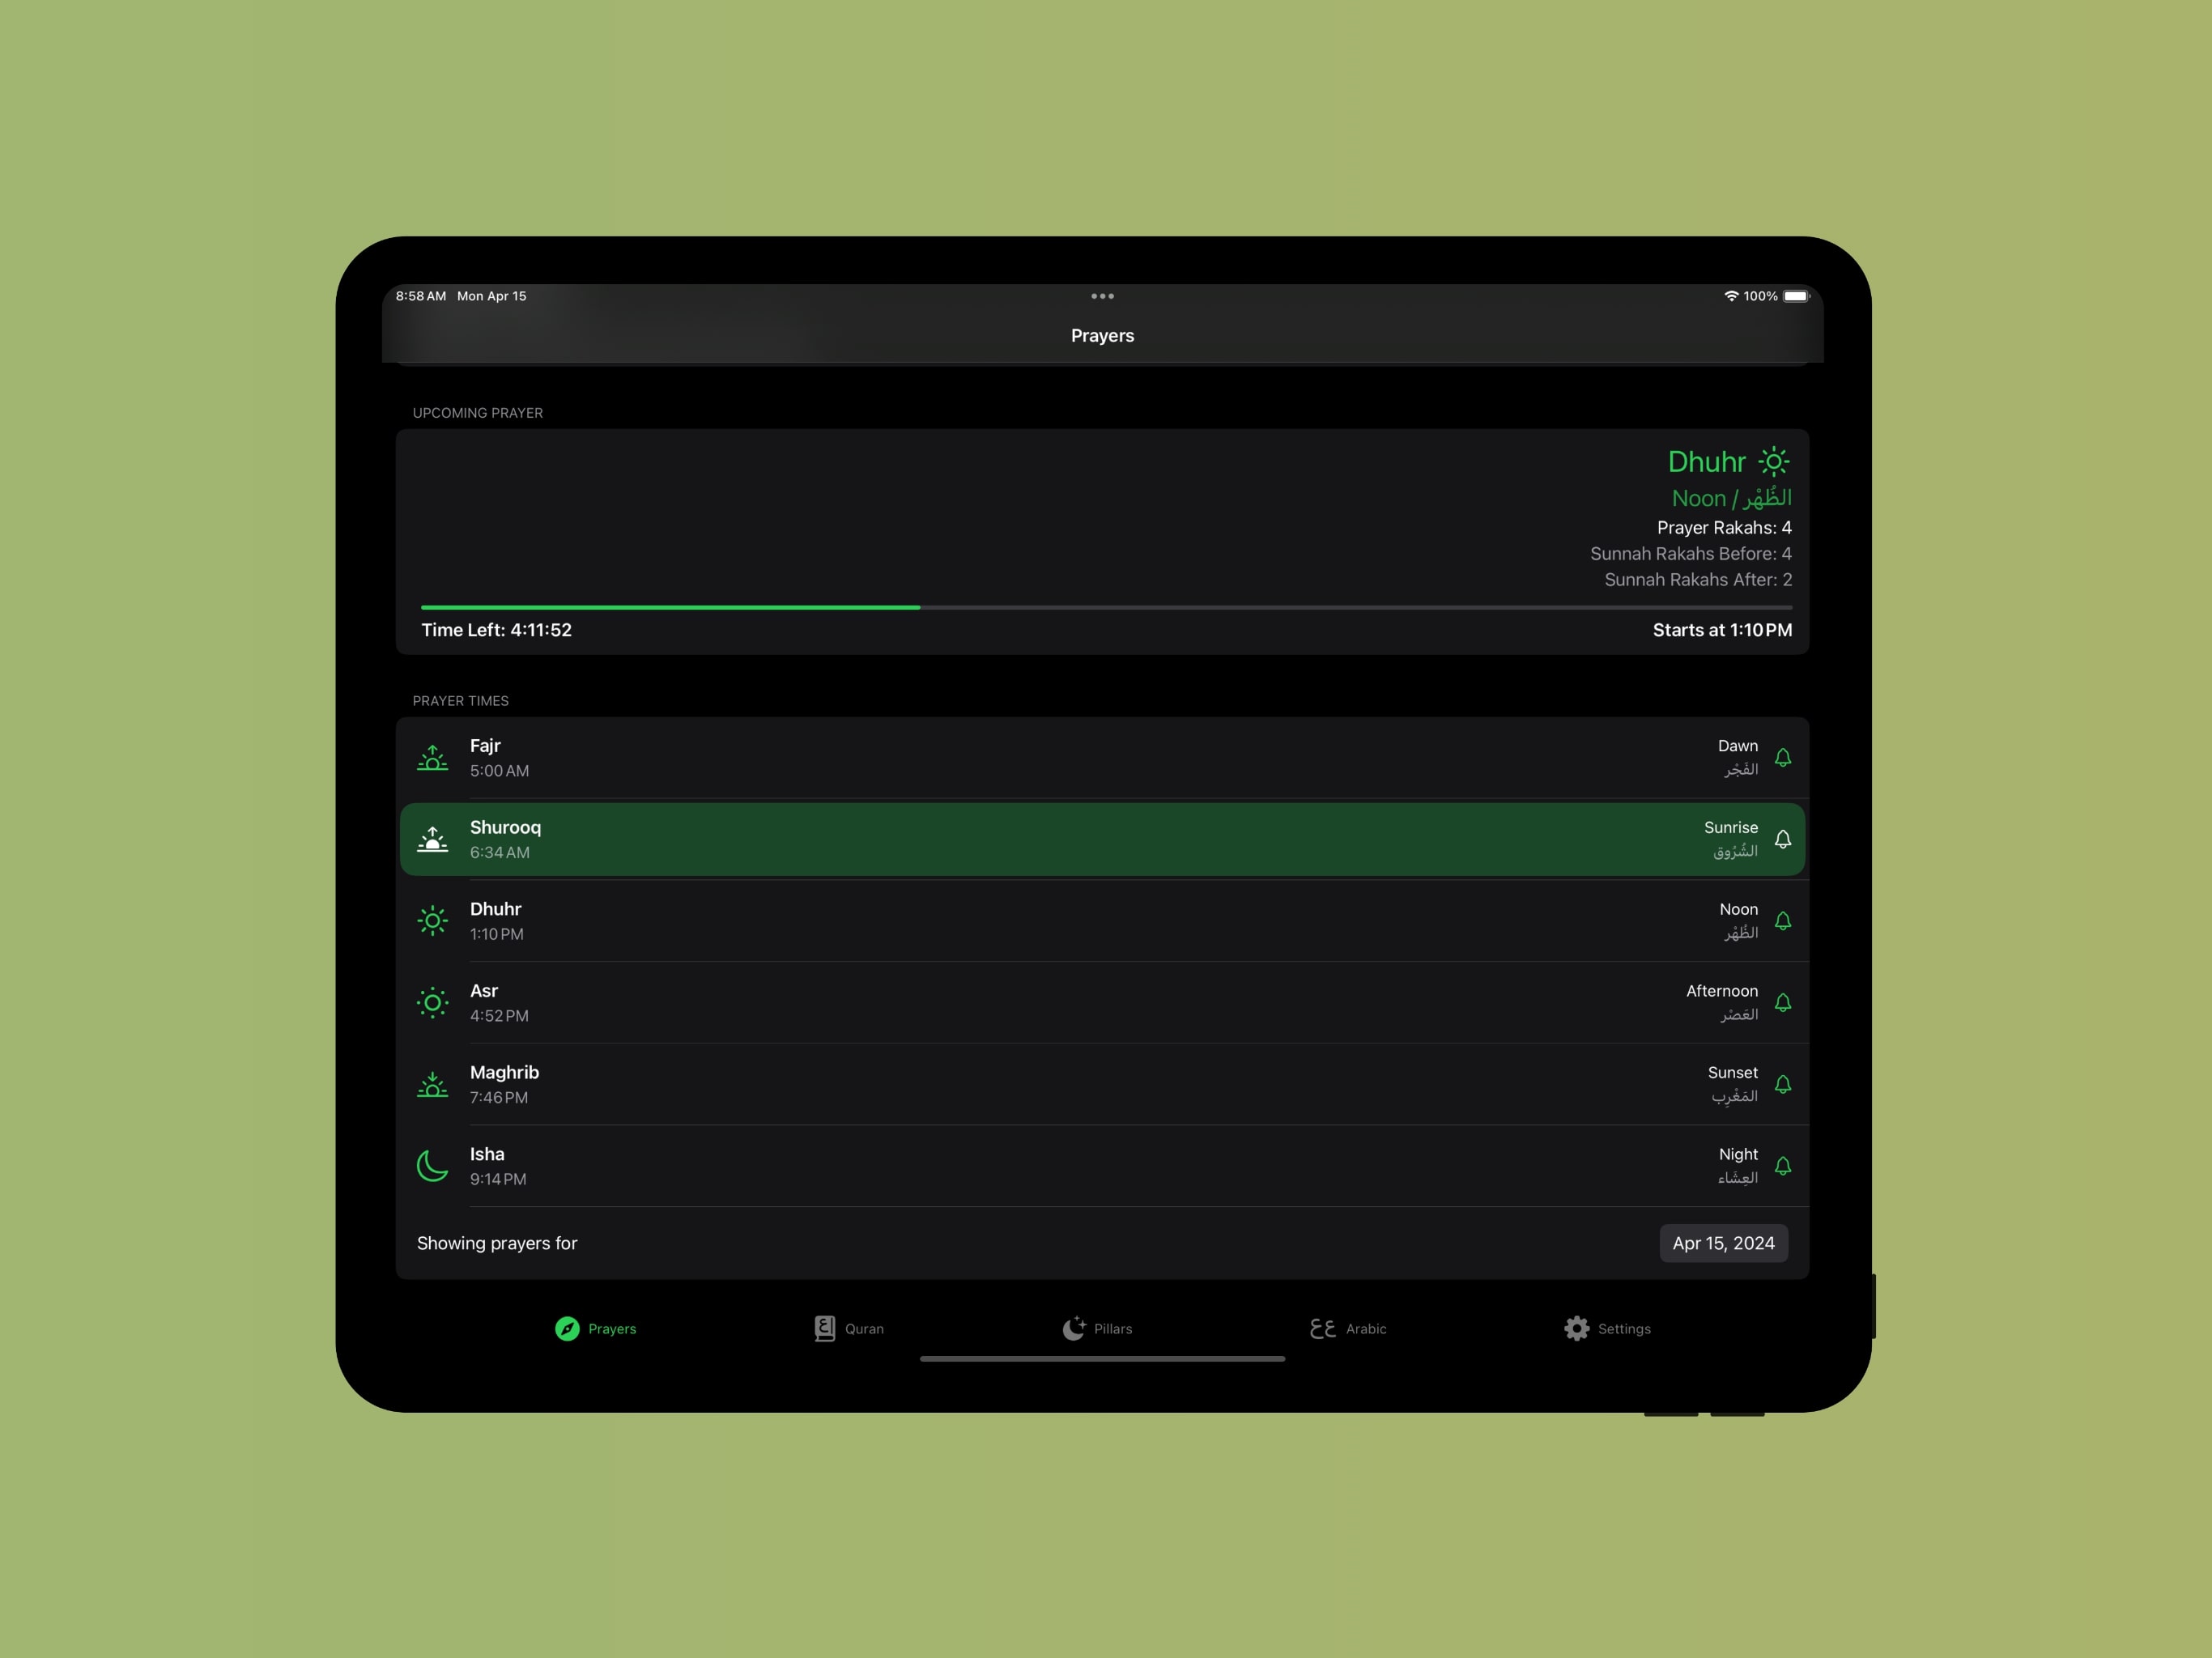 8:58 AM Mon Apr 15
100%
Prayers
UPCOMING PRAYER
Dhuhr
Noon / الظُهْر
Prayer Rakahs: 4
Sunnah Rakahs Before: 4
Sunnah Rakahs After: 2
Time Left: 4:11:52
Starts at 1:10 PM
PRAYER TIMES
Fajr
5:00 AM
Dawn
الفَجْر
Shurooq
6:34 AM
Sunrise
الشُرُوق
Dhuhr
1:10 PM
Noon
الظُهْر
Asr
4:52 PM
Afternoon
العَصْر
Maghrib
7:46 PM
Sunset
المَغْرِب
Isha
9:14 PM
Night
العِشَاء
Showing prayers for
Apr 15, 2024
Prayers
Quran
Pillars
عع Arabic
Settings